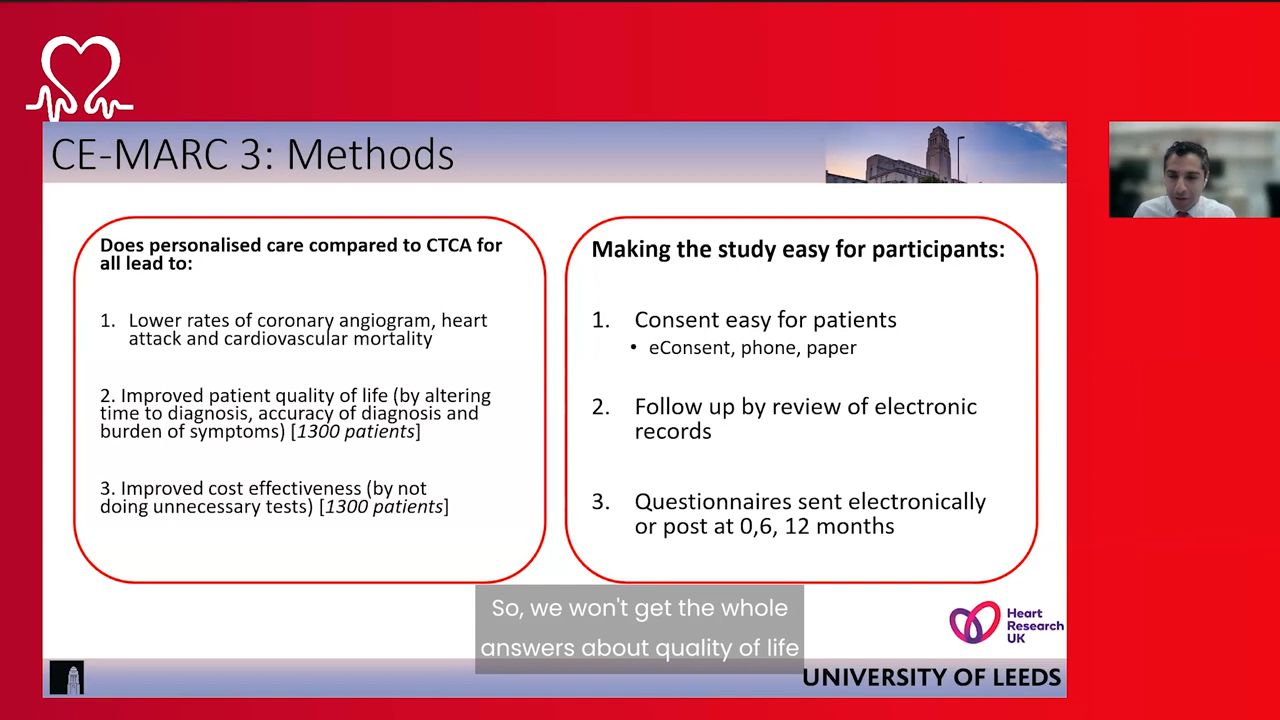 CE-MARC 3: Methods
Does personalised care compared to CTCA for
all lead to:
1. Lower rates of coronary angiogram, heart
attack and cardiovascular mortality
2. Improved patient quality of life (by altering
time to diagnosis, accuracy of diagnosis and
burden of symptoms) [1300 patients]
3. Improved cost effectiveness (by not
doing unnecessary tests) [1300 patients]
Making the study easy for participants:
1. Consent easy for patients
• eConsent, phone, paper
2. Follow up by review of electronic
records
3. Questionnaires sent electronically
or post at 0,6, 12 months
So, we won't get the whole
answers about quality of life
Heart
Research
UK
UNIVERSITY OF LEEDS